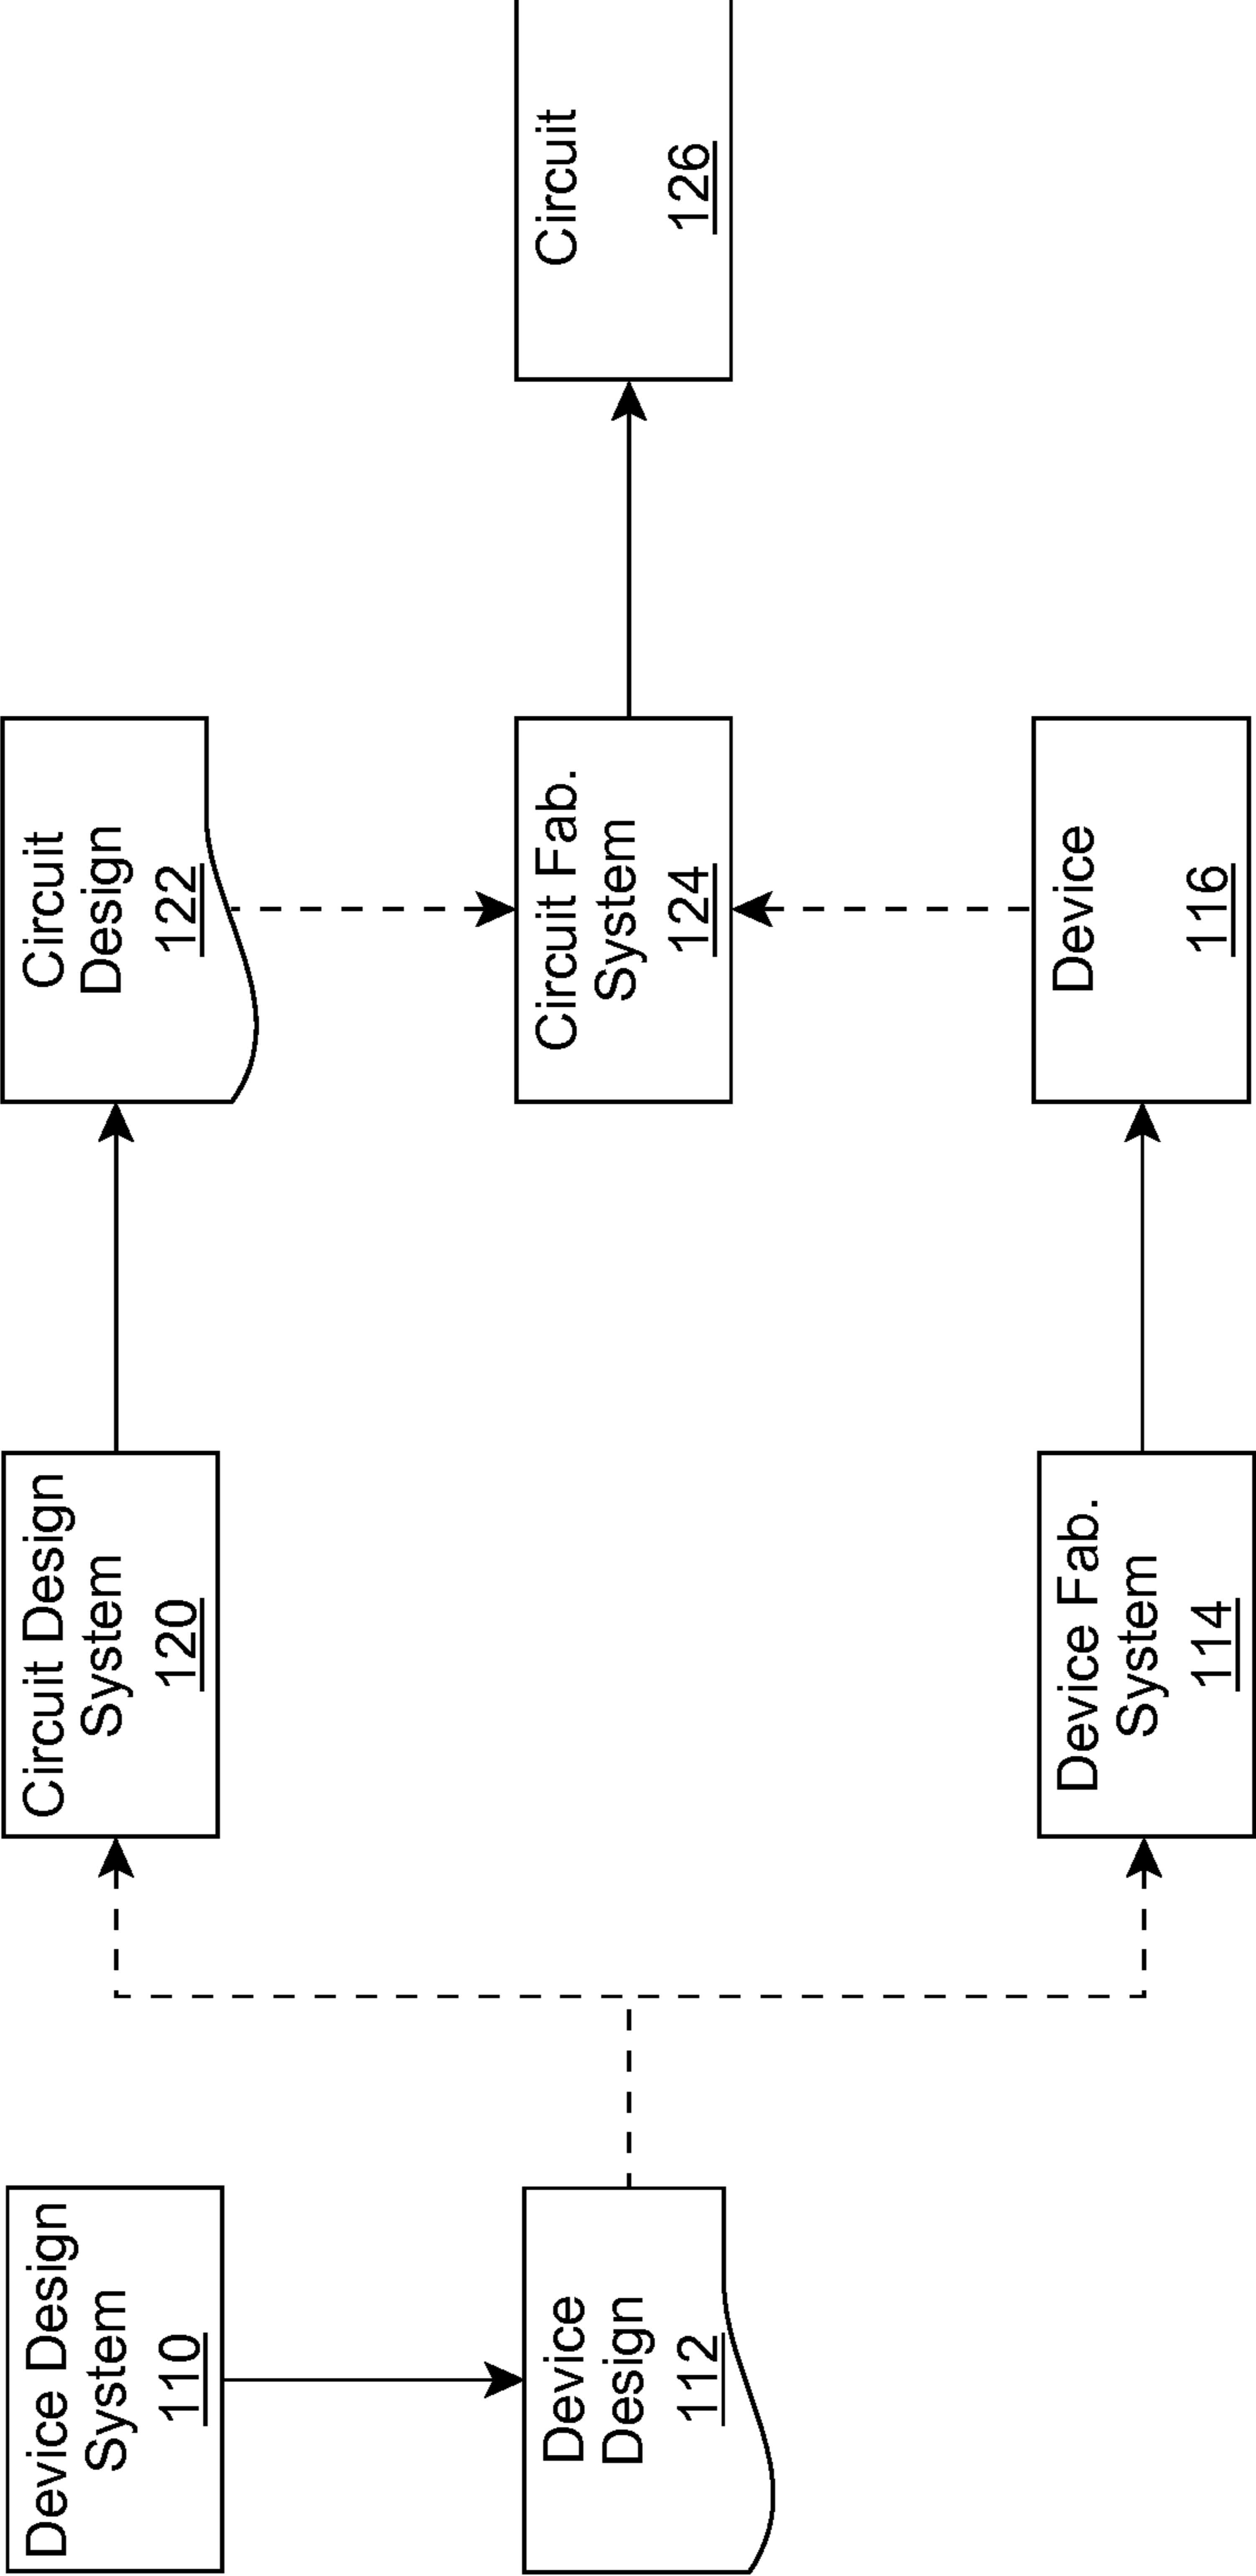 Device Design
System
110
Device
Design
112
Circuit Design
System
120
Device Fab.
System
114
Circuit
Design
122
Circuit Fab.
System
124
Device
116
Circuit
126